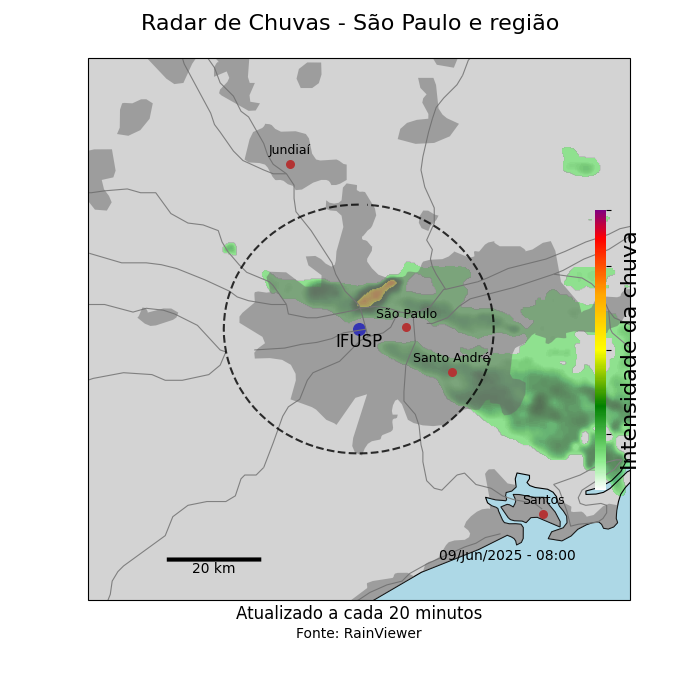 Radar de Chuvas - São Paulo e região
Jundiaí
São Paulo
IFUSP
Santo André
Intensidade da chuva
Santos
09/Jun/2025 - 08:00
20 km
Atualizado a cada 20 minutos
Fonte: RainViewer